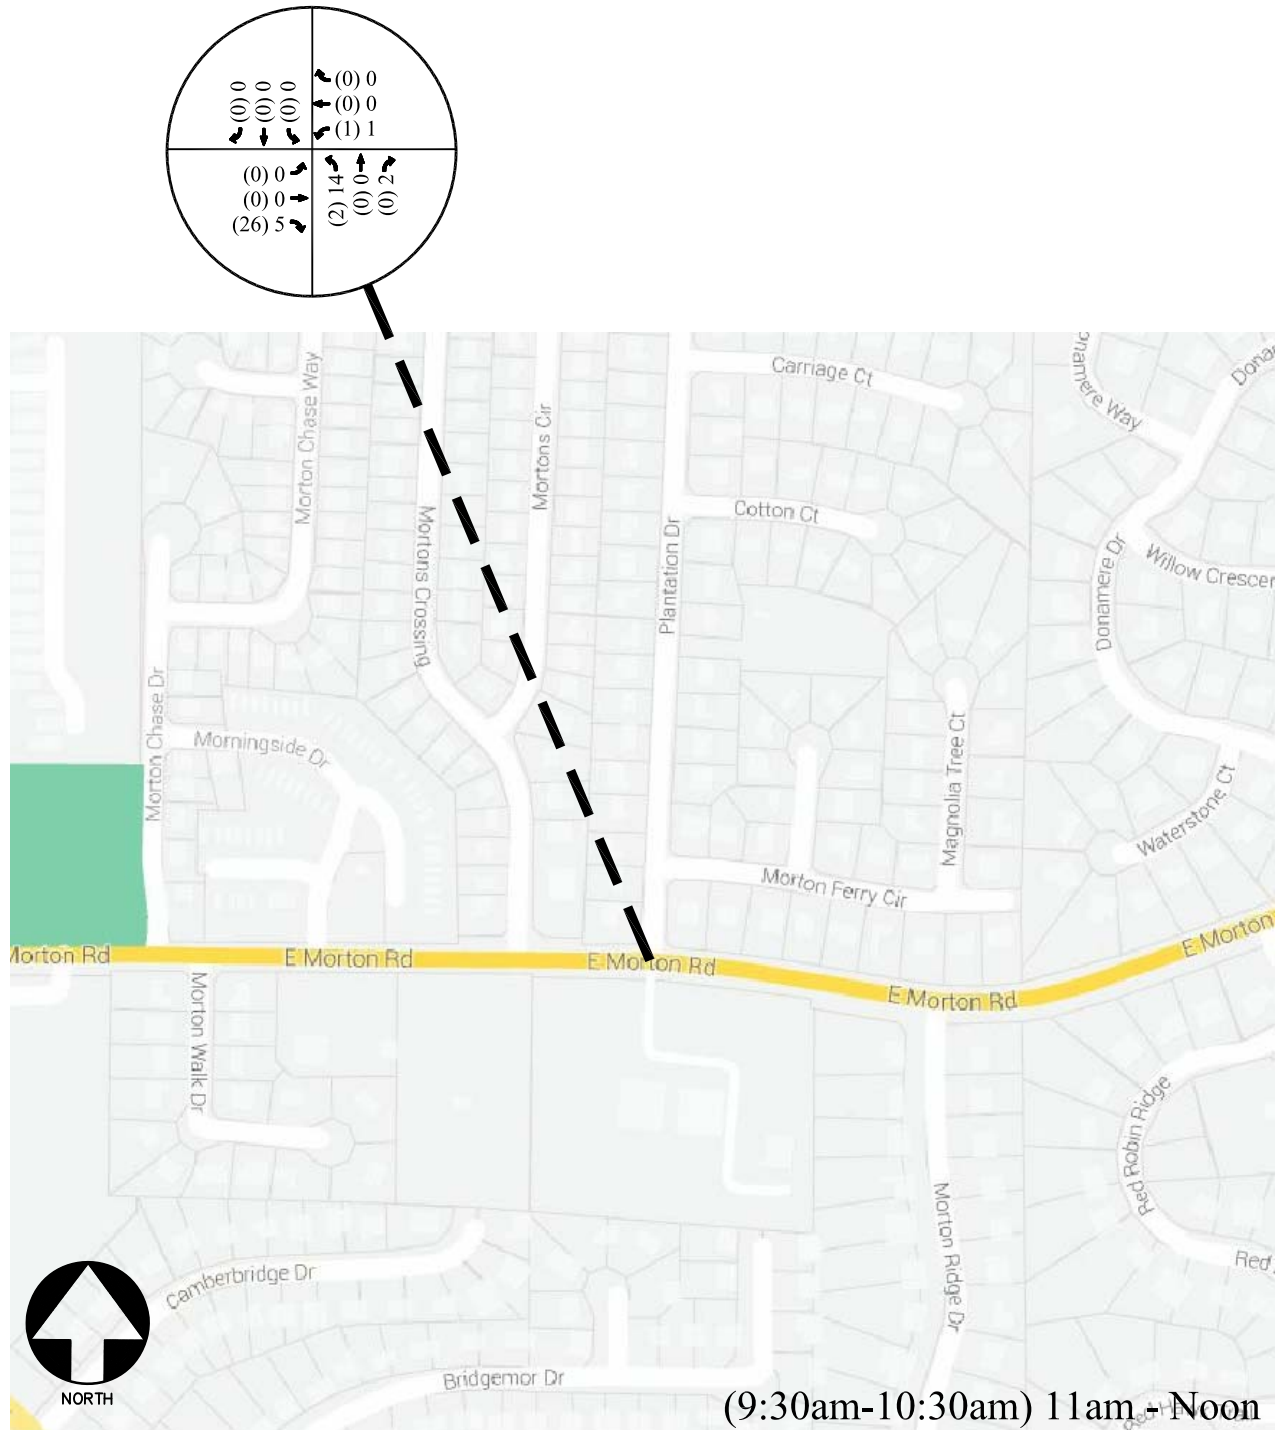 (0) 0
(0) 0
(0) 0
(0) 0
(0) 0
(1) 1
(0) 0
(0) 0
(26) 5
(2) 14
(0) 0
(0) 2
Carriage Ct
onamere Way
Morton Chase Way
Mortons Cir
Cotton Ct
Plantation Dr
Mortons Crossing
Donamere Dr
Willow Crescen
Morton Chase Dr
Morningside Dr
Magnolia Tree Ct
Waterstone Ct
Morton Ferry Cir
Morton Rd
E Morton Rd
E Morton Rd
E Morton Rd
E Morton
Morton Walk Dr
Red Robin Ridge
Morton Ridge Dr
Camberbridge Dr
Red
Bridgemor Dr
NORTH
(9:30am-10:30am) 11am - Noon